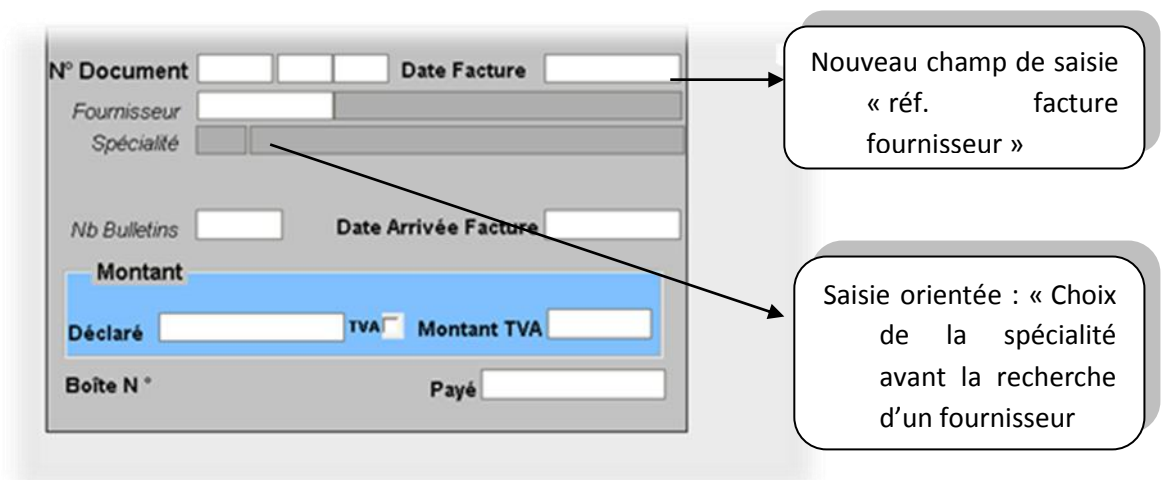 N° Document Date Facture
Fournisseur
Spécialité
Nb Bulletins Date Arrivée Facture
Montant
Déclaré TVA Montant TVA
Boîte N ° Payé
Nouveau champ de saisie
« réf. facture
fournisseur »
Saisie orientée : « Choix
de la spécialité
avant la recherche
d’un fournisseur